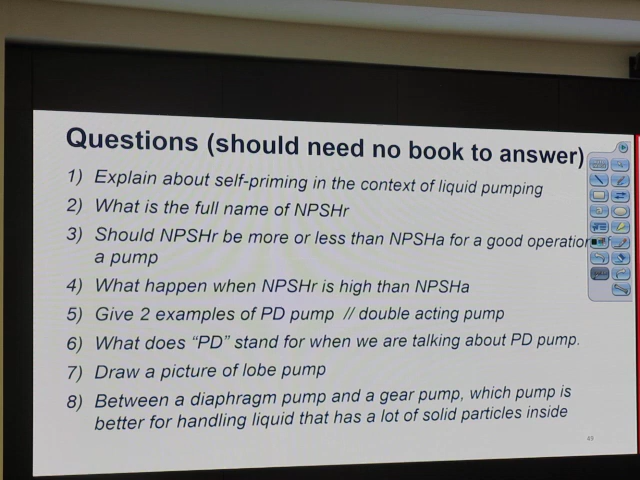 Questions (should need no book to answer)
1) Explain about self-priming in the context of liquid pumping
2) What is the full name of NPSHr
3) Should NPSHr be more or less than NPSHa for a good operation
a pump
4) What happen when NPSHr is high than NPSHa
5) Give 2 examples of PD pump // double acting pump
6) What does “PD” stand for when we are talking about PD pump.
7) Draw a picture of lobe pump
8) Between a diaphragm pump and a gear pump, which pump is
better for handling liquid that has a lot of solid particles inside
49